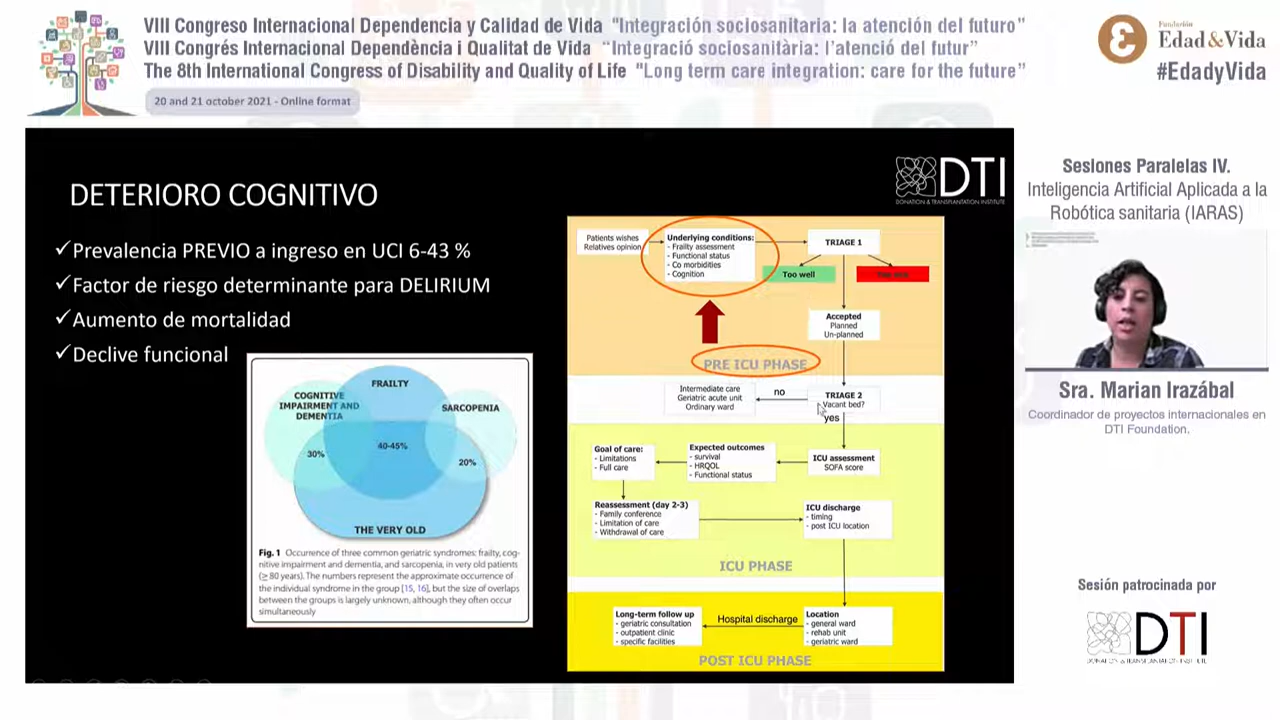 VIII Congreso Internacional Dependencia y Calidad de Vida "Integración sociosanitaria: la atención del futuro"
VIII Congrés Internacional Dependència i Qualitat de Vida "Integració sociosanitària: l'atenció del futur"
The 8th International Congress of Disability and Quality of Life "Long term care integration: care for the future"
20 and 21 october 2021 - Online format
Fundación
Edad&Vida
#EdadyVida
DETERIORO COGNITIVO
DTI
DONATION & TRANSPLANTATION INSTITUTE
✓Prevalencia PREVIO a ingreso en UCI 6-43 %
✓Factor de riesgo determinante para DELIRIUM
✓Aumento de mortalidad
✓Declive funcional
FRAILTY
COGNITIVE
IMPAIRMENT AND
DEMENTIA
SARCOPENIA
40-45%
30%
20%
THE VERY OLD
Fig. 1 Occurrence of three common geriatric syndromes: frailty, cog-
nitive impairment and dementia, and sarcopenia, in very old patients
(≥ 80 years). The numbers represent the approximate occurrence of
the individual syndrome in the group [15, 16], but the size of overlaps
between the groups is largely unknown, although they often occur
simultaneously
Patients wishes
Relatives opinion
Underlying conditions:
- Frailty assessment
- Functional status
- Co morbidities
- Cognition
TRIAGE 1
Too well
Accepted
Planned
Un-planned
PRE ICU PHASE
Intermediate care
Geriatric acute unit
Ordinary ward
no
TRIAGE 2
Vacant bed?
yes
Goal of care:
- Limitations
- Full care
Expected outcomes
- survival
- HRQOL
- Functional status
ICU assessment
SOFA score
Reassessment (day 2-3)
- Family conference
- Limitation of care
- Withdrawal of care
ICU discharge
- timing
- post ICU location
ICU PHASE
Long-term follow up
- geriatric consultation
- outpatient clinic
- specific facilities
Hospital discharge
Location
- general ward
- rehab unit
- geriatric ward
POST ICU PHASE
Sesiones Paralelas IV.
Inteligencia Artificial Aplicada a la
Robótica sanitaria (IARAS)
Sra. Marian Irazábal
Coordinador de proyectos internacionales en
DTI Foundation.
Sesión patrocinada por
DTI
DONATION & TRANSPLANTATION INSTITUTE